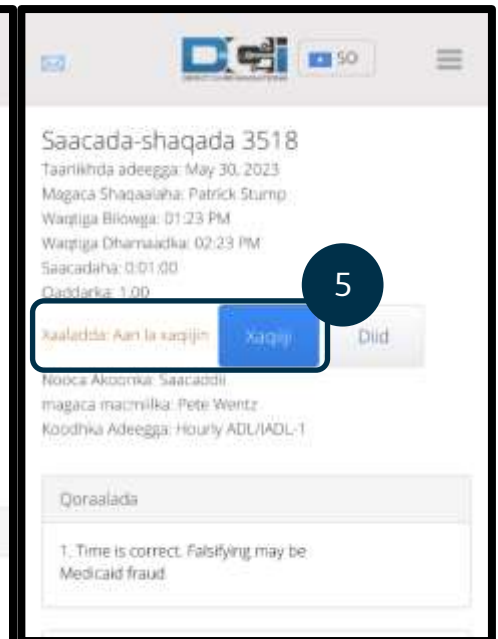 DCI SO
Saacada-shaqada 3518
Taariikhda adeegga: May 30, 2023
Magaca Shaqaalaha: Patrick Stump
Waqtiga Bilowga: 01:23 PM
Waqtiga Dhamaadka: 02:23 PM
Saacadaha: 0:01:00
Qaddarka: 1.00
5
Xaaladda: Aan la xaqiijin Xaqiiji Diid
Nooca Akoonka: Saacaddii
magaca macmiilka: Pete Wentz
Koodhka Adeegga: Hourly ADL/IADL-1
Qoraalada
1. Time is correct. Falsifying may be
Medicaid fraud